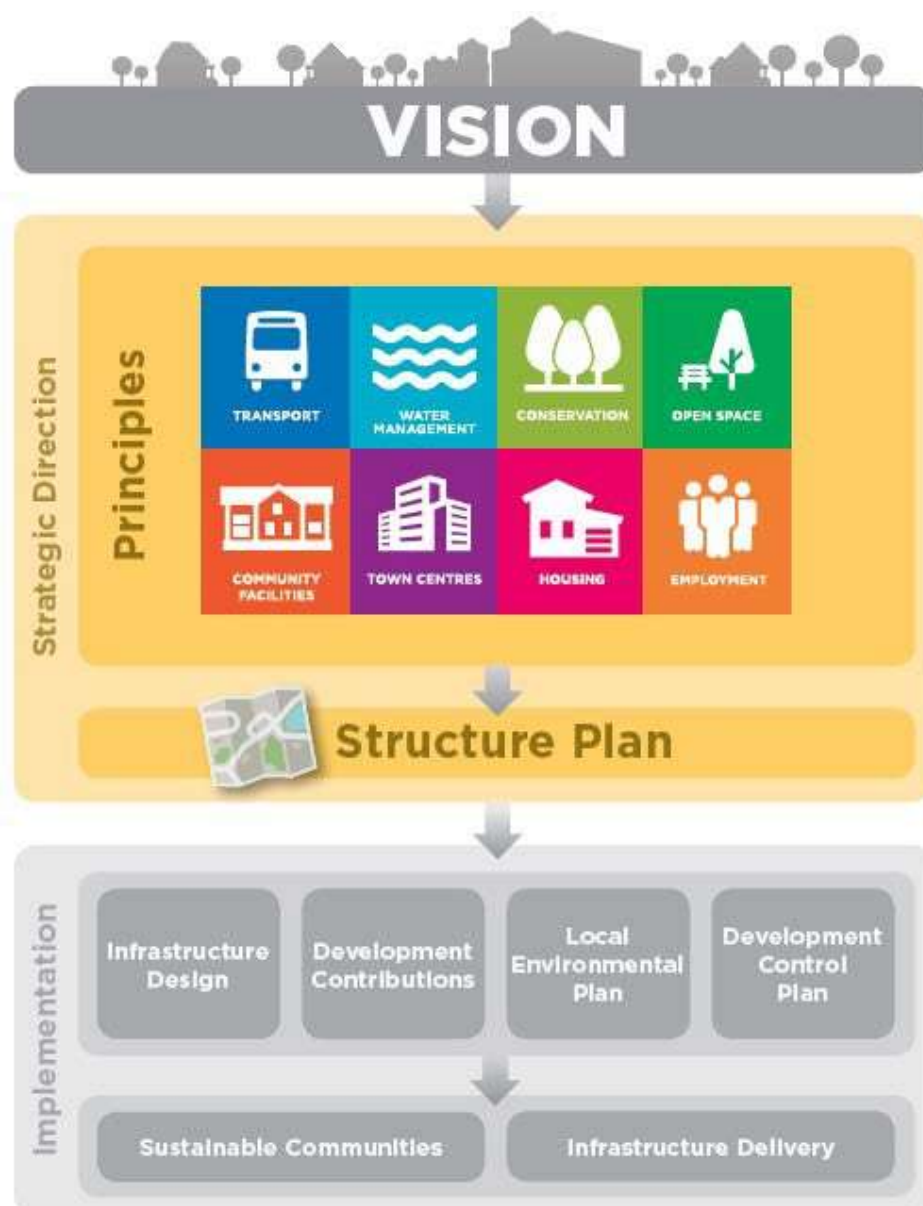 VISION
Strategic Direction
Principles
TRANSPORT
WATER
MANAGEMENT
CONSERVATION
OPEN SPACE
COMMUNITY
FACILITIES
TOWN CENTRES
HOUSING
EMPLOYMENT
Structure Plan
Implementation
Infrastructure
Design
Development
Contributions
Local
Environmental
Plan
Development
Control
Plan
Sustainable Communities
Infrastructure Delivery